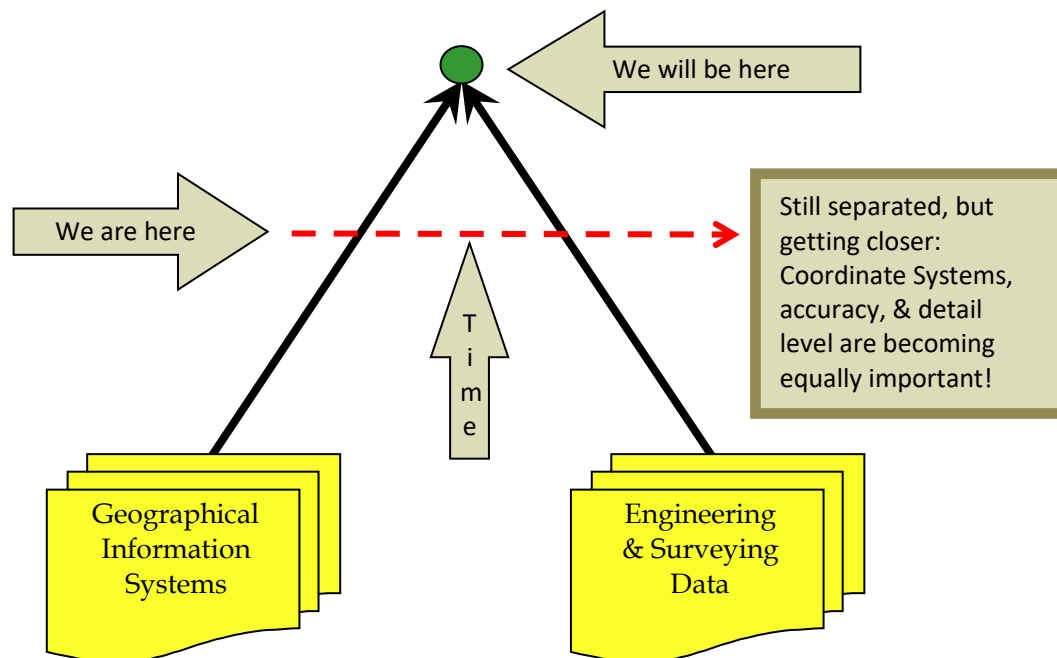 We will be here
We are here
Still separated, but
getting closer:
Coordinate Systems,
accuracy, & detail
level are becoming
equally important!
T
i
m
e
Geographical
Information
Systems
Engineering
& Surveying
Data